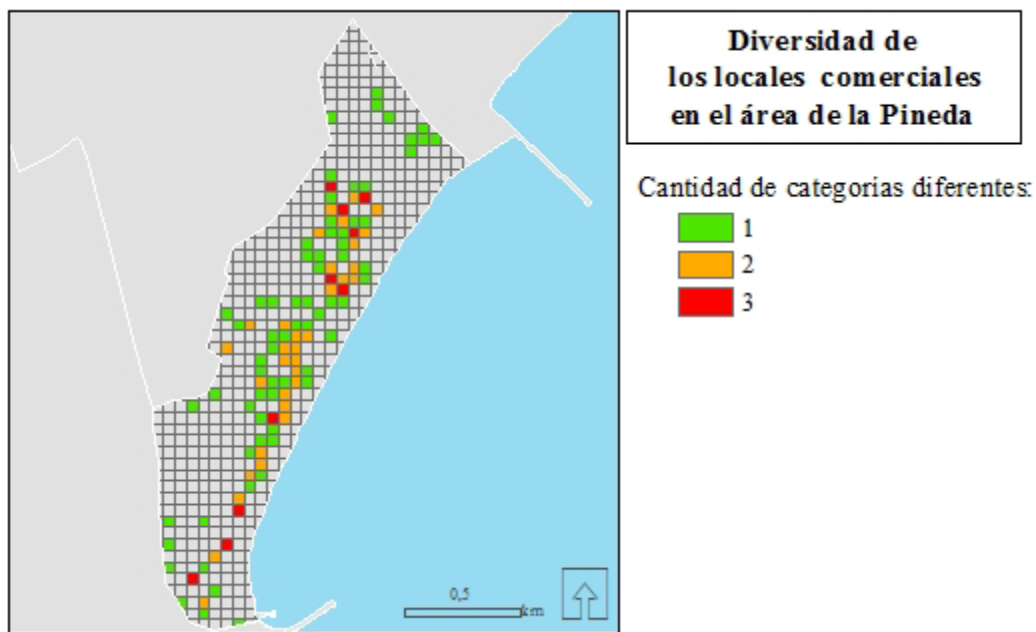 Diversidad de
los locales comerciales
en el área de la Pineda
Cantidad de categorias diferentes:
1
2
3
0,5
km